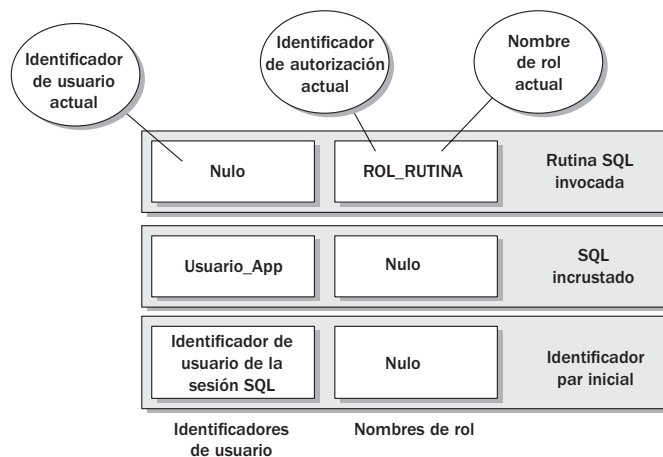 Identificador
de usuario
actual
Identificador
de autorización
actual
Nombre
de rol
actual
Nulo
ROL_RUTINA
Rutina SQL
invocada
Usuario_App
Nulo
SQL
incrustado
Identificador de
usuario de la
sesión SQL
Nulo
Identificador
par inicial
Identificadores
de usuario
Nombres de rol